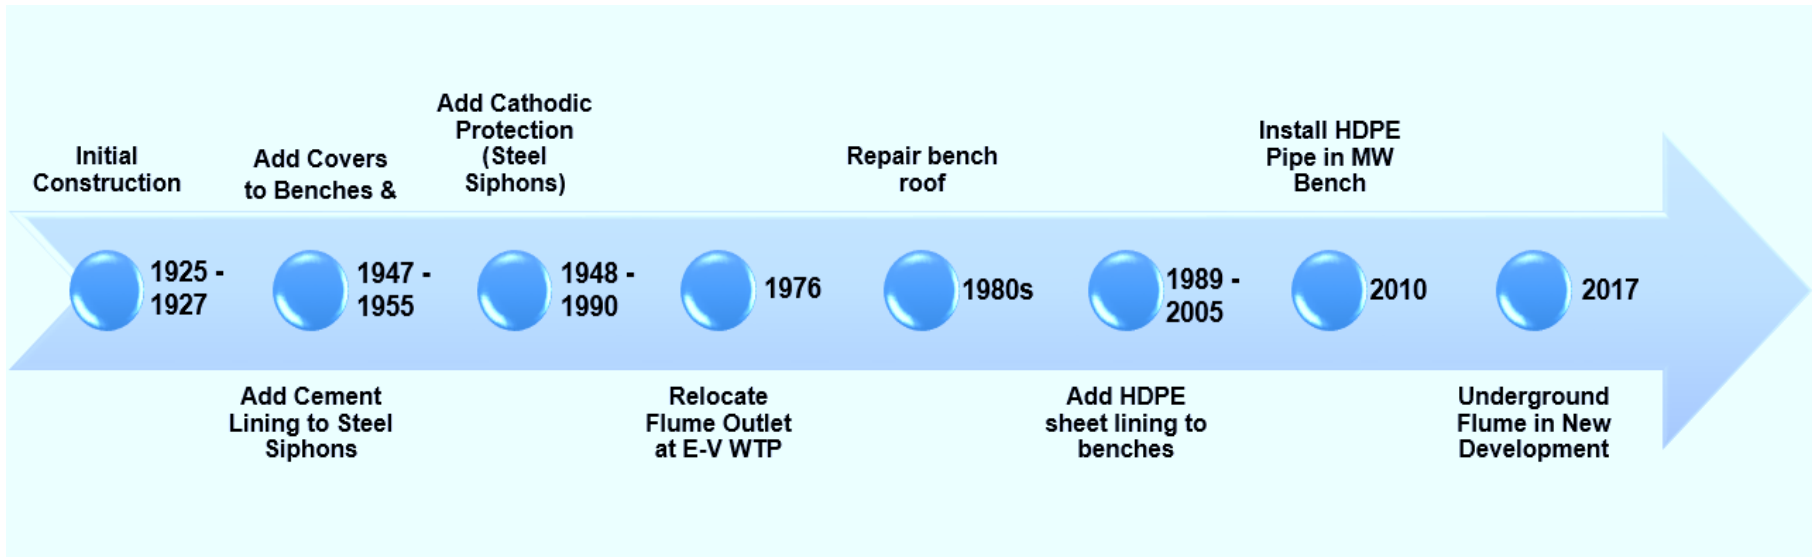 Initial
Construction
1925 -
1927
Add Covers
to Benches &
1947 -
1955
Add Cement
Lining to Steel
Siphons
Add Cathodic
Protection
(Steel
Siphons)
1948 -
1990
1976
Relocate
Flume Outlet
at E-V WTP
Repair bench
roof
1980s
1989 -
2005
Add HDPE
sheet lining to
benches
Install HDPE
Pipe in MW
Bench
2010
2017
Underground
Flume in New
Development